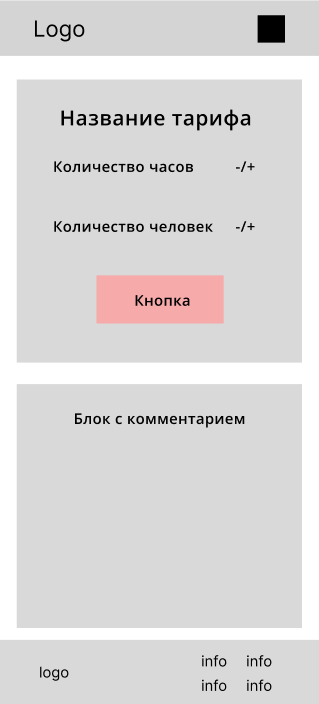 Logo
Название тарифа
Количество часов -/+
Количество человек -/+
Кнопка
Блок с комментарием
logo
info info
info info